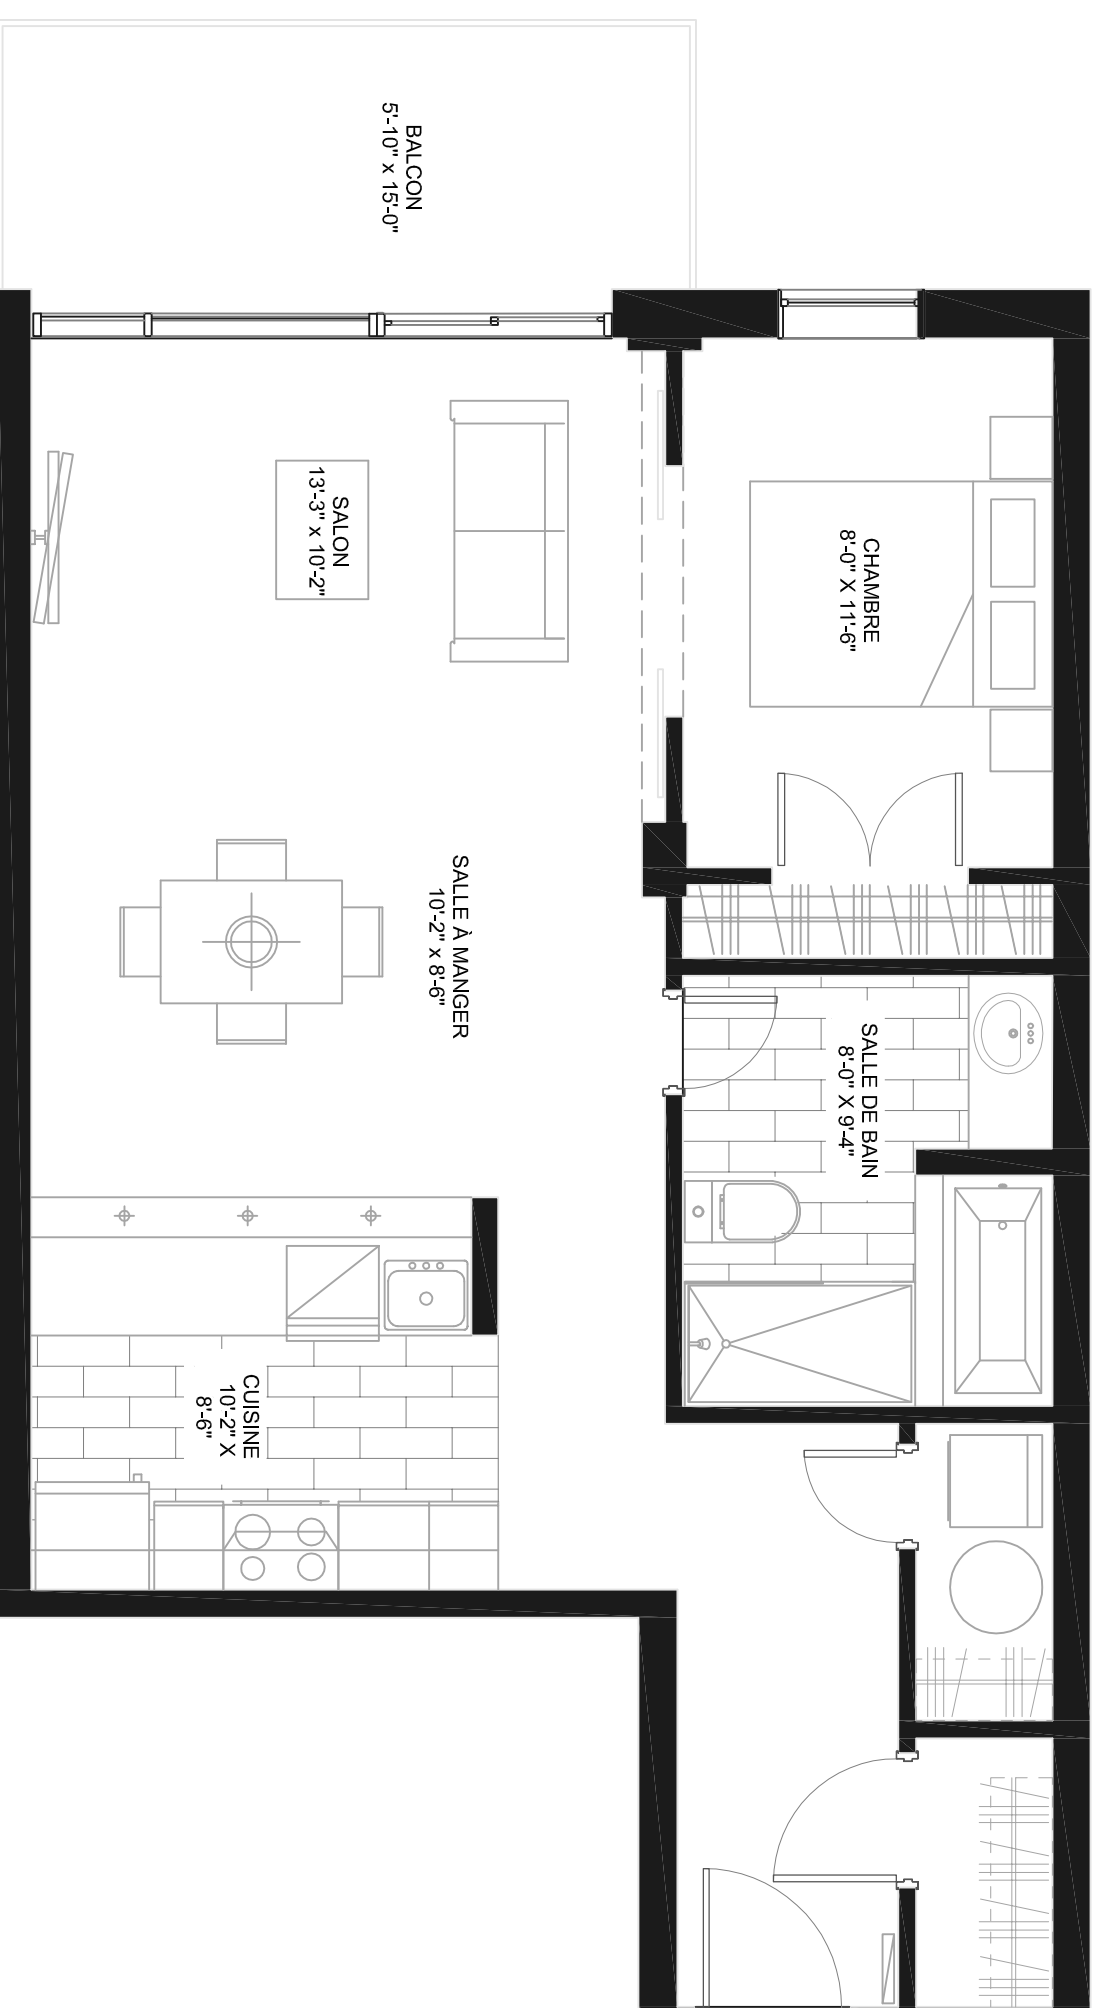 BALCON
5'-10" x 15'-0"
SALON
13'-3" x 10'-2"
CHAMBRE
8'-0" X 11'-6"
SALLE À MANGER
10'-2" x 8'-6"
SALLE DE BAIN
8'-0" X 9'-4"
CUISINE
10'-2" X
8'-6"